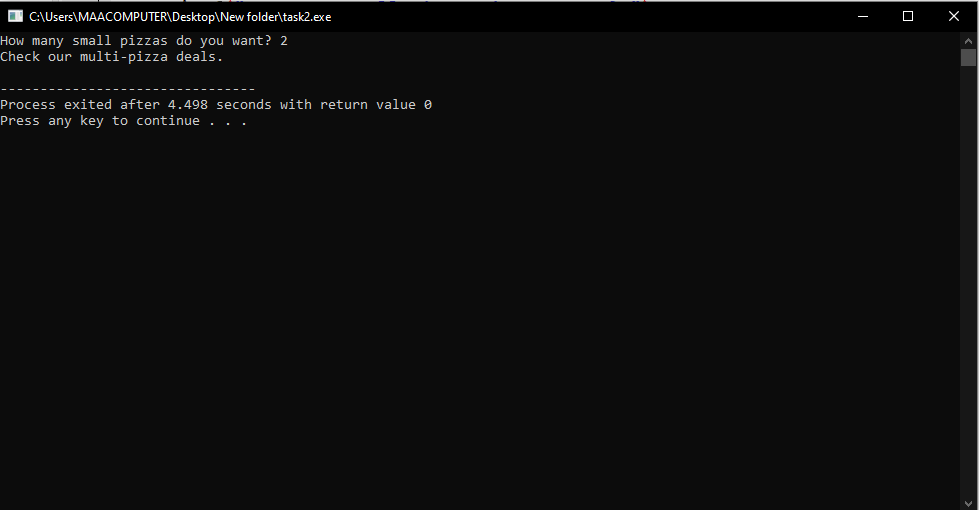 C:\Users\MAACOMPUTER\Desktop\New folder\task2.exe
How many small pizzas do you want? 2
Check our multi-pizza deals.
--------------------------------
Process exited after 4.498 seconds with return value 0
Press any key to continue . . .